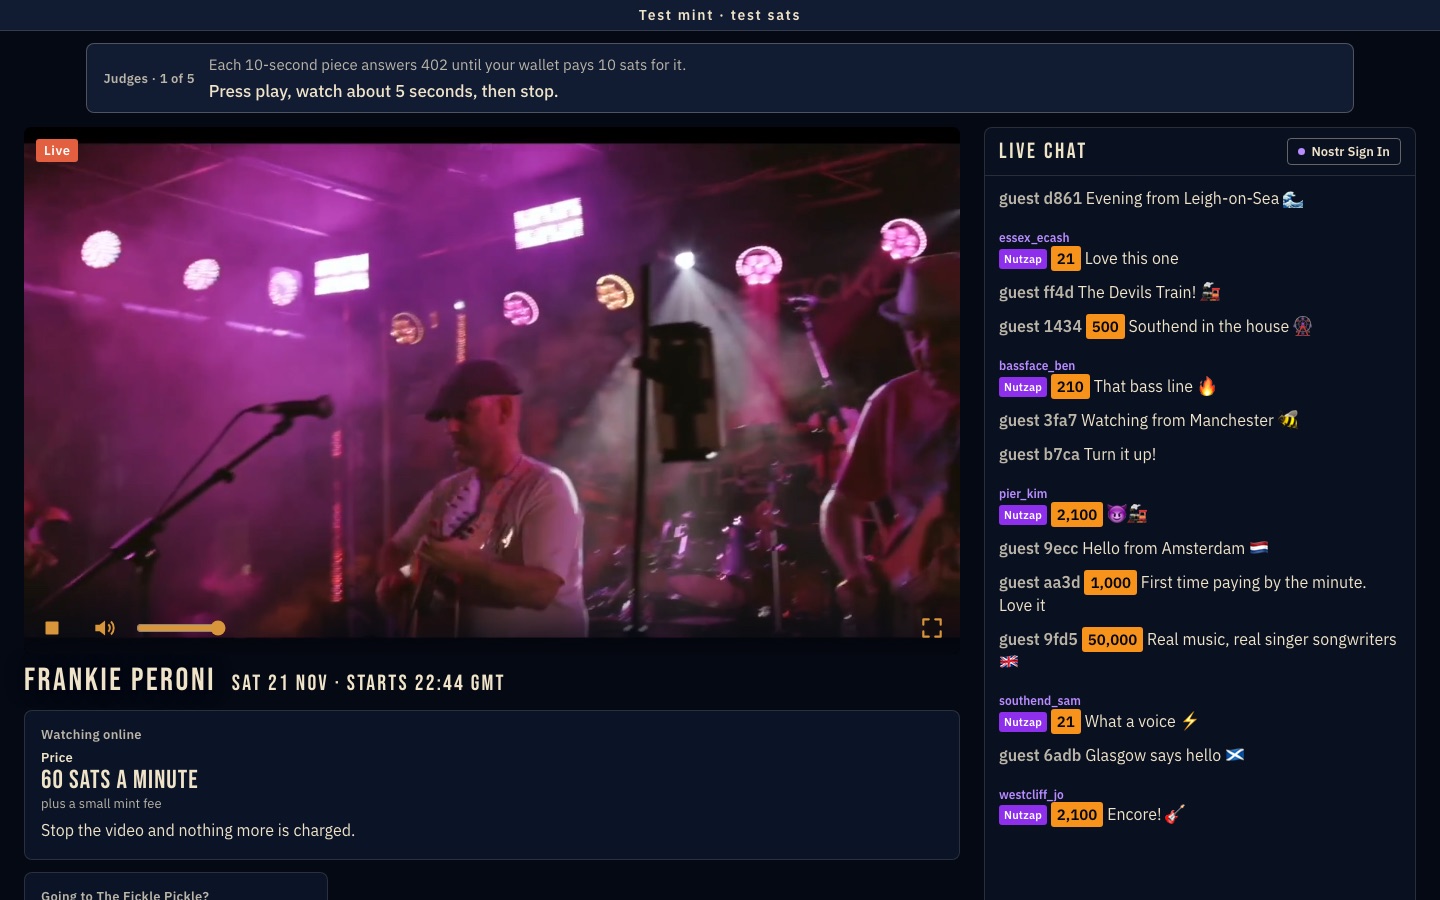 Test mint · test sats
Judges · 1 of 5
Each 10-second piece answers 402 until your wallet pays 10 sats for it.
Press play, watch about 5 seconds, then stop.
Live
FRANKIE PERONI SAT 21 NOV · STARTS 22:44 GMT
Watching online
Price
60 SATS A MINUTE
plus a small mint fee
Stop the video and nothing more is charged.
Going to The Fickle Pickle?
LIVE CHAT
Nostr Sign In
guest d861 Evening from Leigh-on-Sea 🌊
essex_ecash
Nutzap 21 Love this one
guest ff4d The Devils Train! 🚂
guest 1434 500 Southend in the house 🎡
bassface_ben
Nutzap 210 That bass line 🔥
guest 3fa7 Watching from Manchester 🐝
guest b7ca Turn it up!
pier_kim
Nutzap 2,100 😈🚂
guest 9ecc Hello from Amsterdam 🇳🇱
guest aa3d 1,000 First time paying by the minute.
Love it
guest 9fd5 50,000 Real music, real singer songwriters
🇬🇧
southend_sam
Nutzap 21 What a voice ⚡
guest 6adb Glasgow says hello 🏴󠁧󠁢󠁳󠁣󠁴󠁿
westcliff_jo
Nutzap 2,100 Encore! 🎸